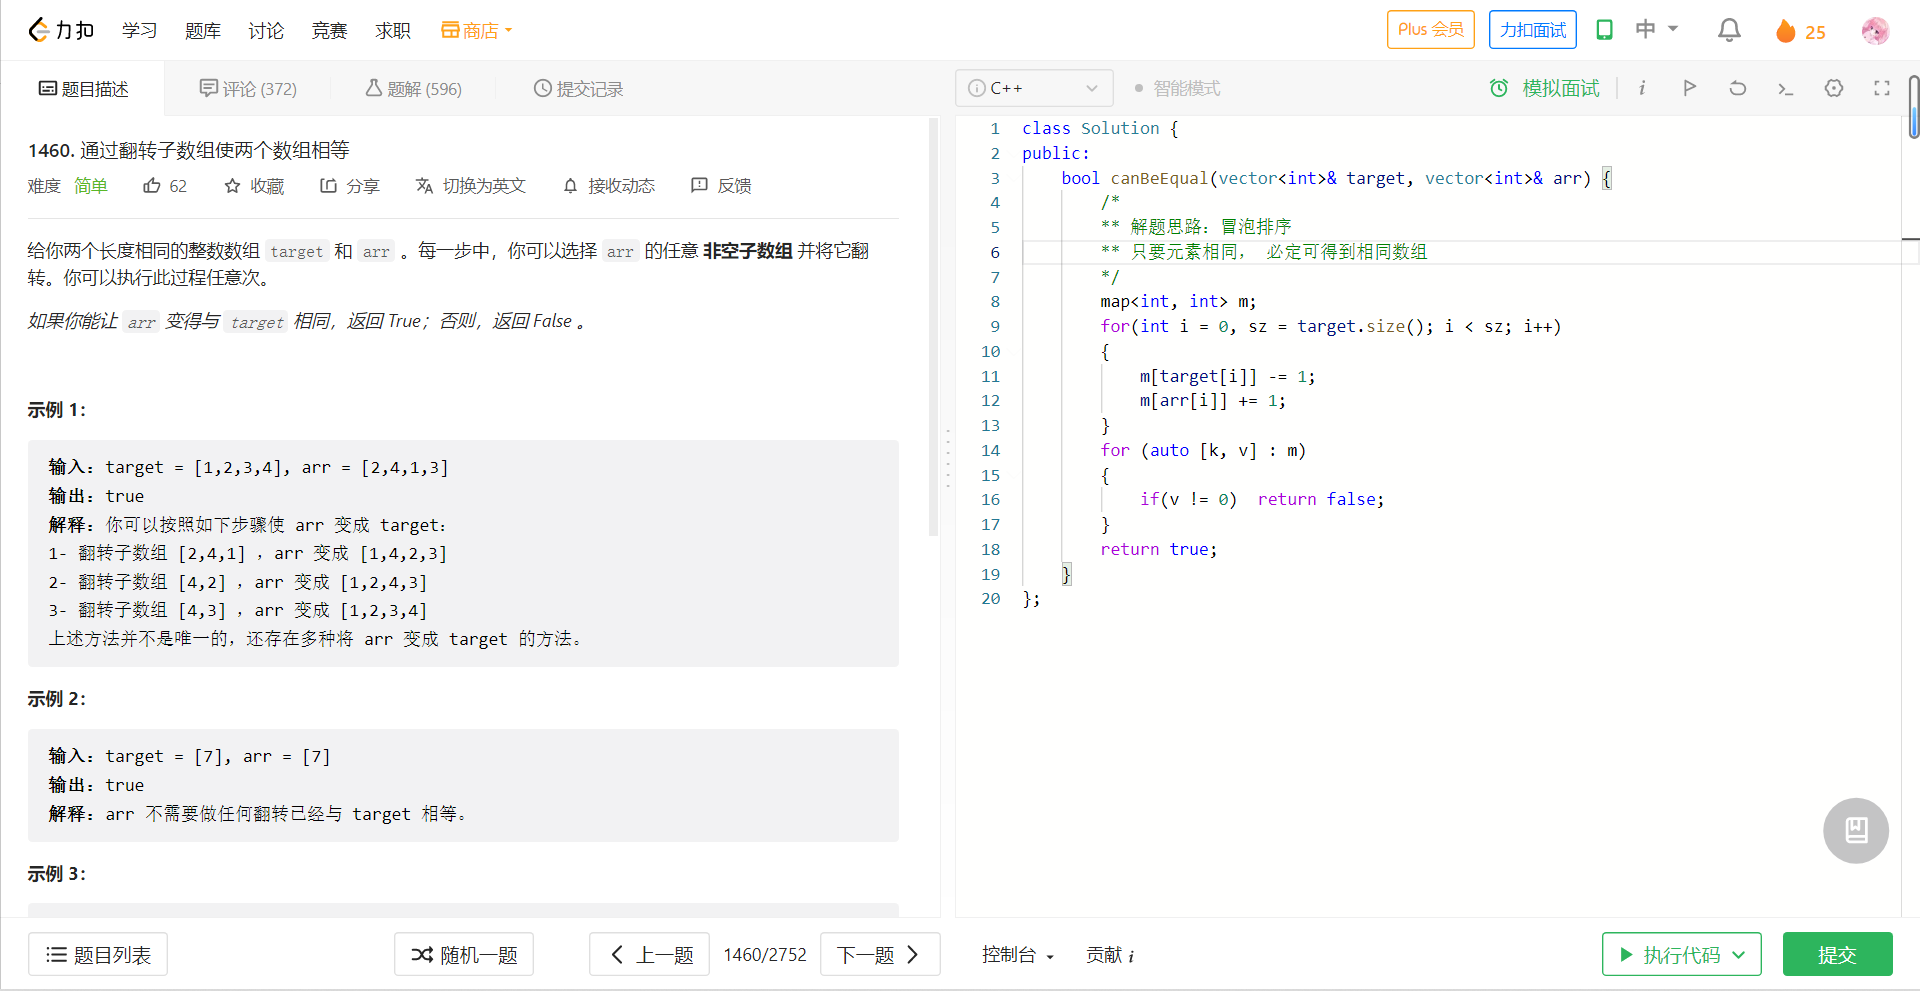 力扣 学习 题库 讨论 竞赛 求职 商店 Plus 会员 力扣面试 中 25
题目描述 评论 (372) 题解 (596) 提交记录 C++ 智能模式 模拟面试
1460. 通过翻转子数组使两个数组相等
难度 简单 62 收藏 分享 切换为英文 接收动态 反馈
给你两个长度相同的整数数组 target 和 arr 。每一步中，你可以选择 arr 的任意 非空子数组 并将它翻
转。你可以执行此过程任意次。
如果你能让 arr 变得与 target 相同，返回 True；否则，返回 False 。
示例 1：
输入：target = [1,2,3,4], arr = [2,4,1,3]
输出：true
解释：你可以按照如下步骤使 arr 变成 target：
1- 翻转子数组 [2,4,1] ，arr 变成 [1,4,2,3]
2- 翻转子数组 [4,2] ，arr 变成 [1,2,4,3]
3- 翻转子数组 [4,3] ，arr 变成 [1,2,3,4]
上述方法并不是唯一的，还存在多种将 arr 变成 target 的方法。
示例 2：
输入：target = [7], arr = [7]
输出：true
解释：arr 不需要做任何翻转已经与 target 相等。
示例 3：
1 class Solution {
2 public:
3 bool canBeEqual(vector<int>& target, vector<int>& arr) {
4 /*
5 ** 解题思路：冒泡排序
6 ** 只要元素相同， 必定可得到相同数组
7 */
8 map<int, int> m;
9 for(int i = 0, sz = target.size(); i < sz; i++)
10 {
11 m[target[i]] -= 1;
12 m[arr[i]] += 1;
13 }
14 for (auto [k, v] : m)
15 {
16 if(v != 0)  return false;
17 }
18 return true;
19 }
20 };
题目列表 随机一题 上一题 1460/2752 下一题 控制台 贡献 i 执行代码 提交